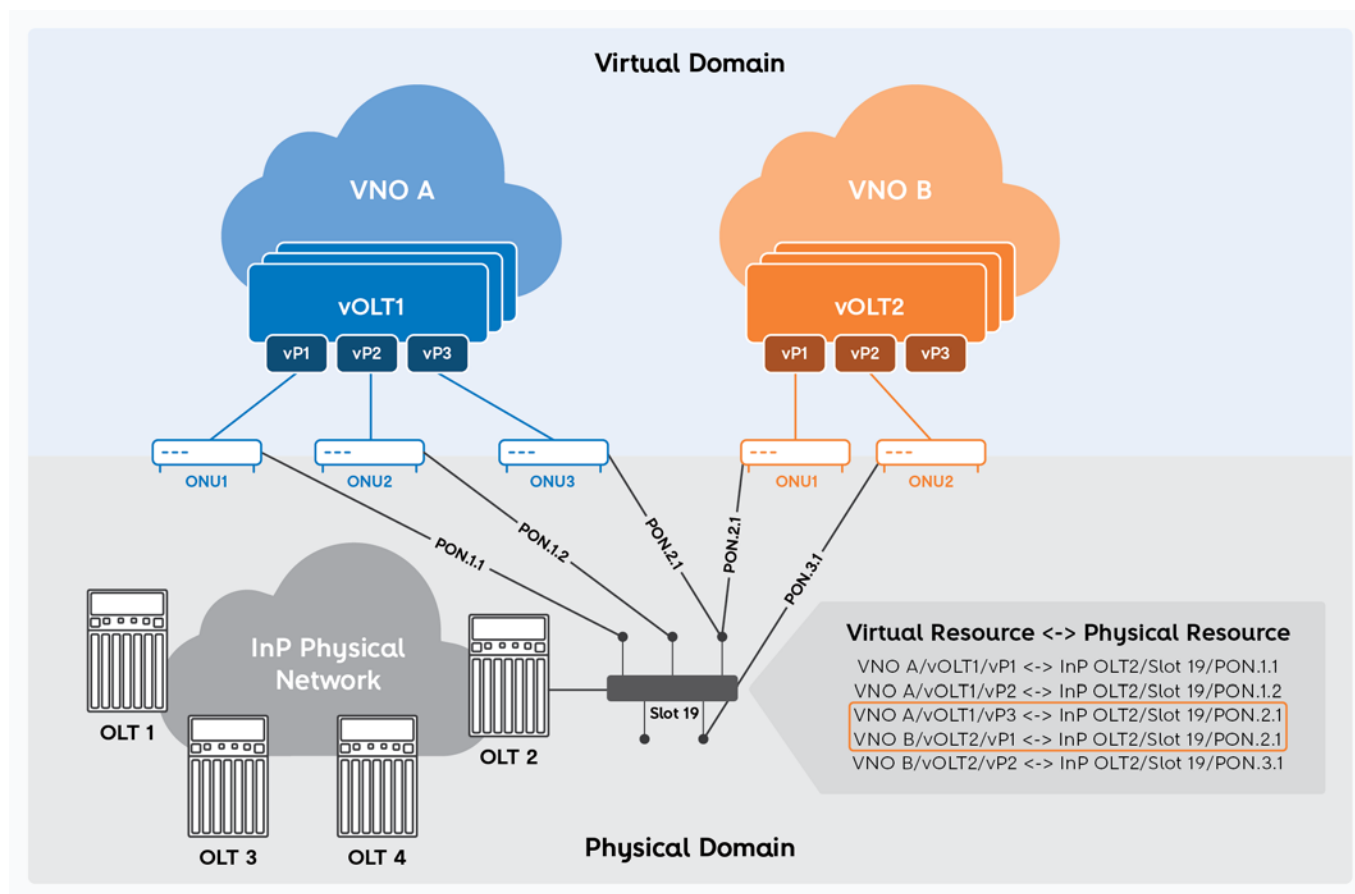 Virtual Domain
VNO A
VNO B
vOLT1
vOLT2
vP1
vP2
vP3
vP1
vP2
vP3
ONU1
ONU2
ONU3
ONU1
ONU2
PON.1.1
PON.1.2
PON.2.1
PON.2.1
PON.3.1
InP Physical
Network
OLT 1
OLT 2
OLT 3
OLT 4
Slot 19
Virtual Resource <-> Physical Resource
VNO A/vOLT1/vP1 <-> InP OLT2/Slot 19/PON.1.1
VNO A/vOLT1/vP2 <-> InP OLT2/Slot 19/PON.1.2
VNO A/vOLT1/vP3 <-> InP OLT2/Slot 19/PON.2.1
VNO B/vOLT2/vP1 <-> InP OLT2/Slot 19/PON.2.1
VNO B/vOLT2/vP2 <-> InP OLT2/Slot 19/PON.3.1
Physical Domain